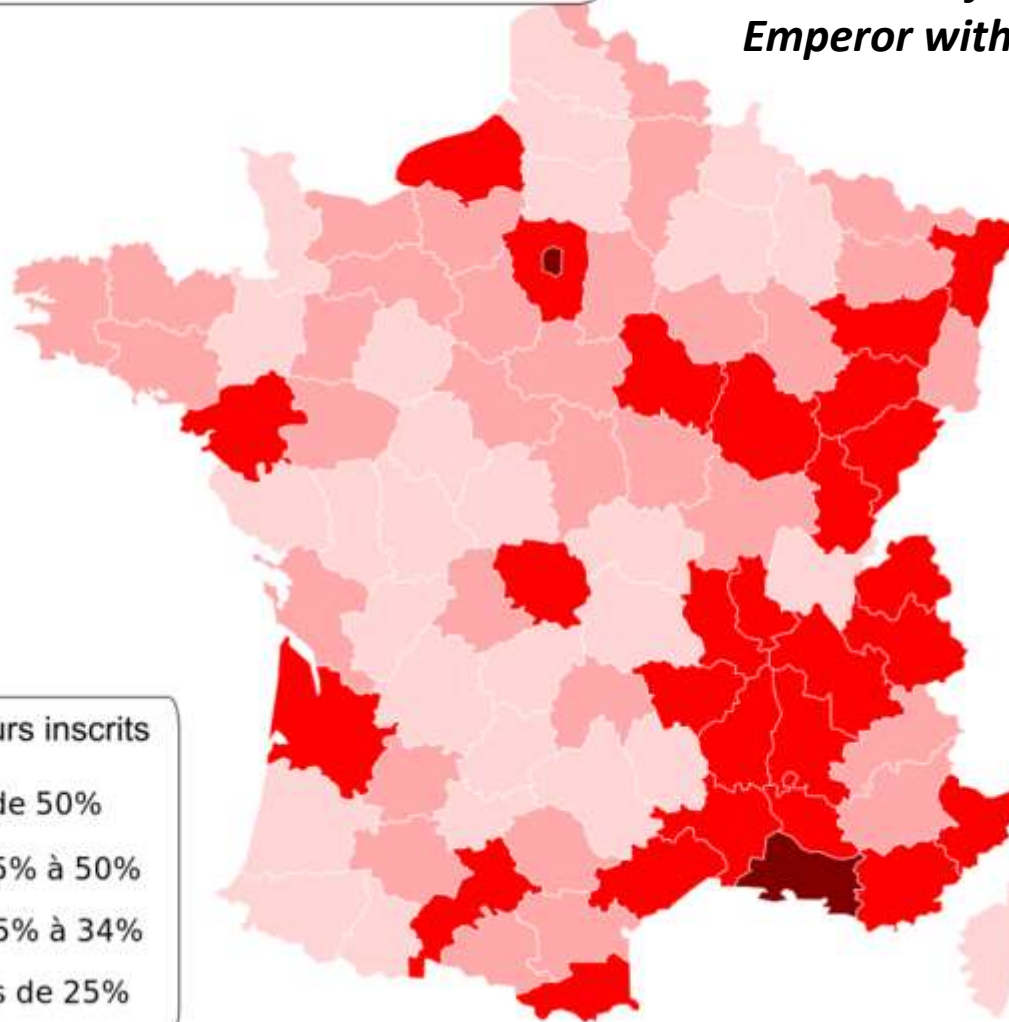 Emperor with
urs inscrits
de 50%
5% à 50%
5% à 34%
s de 25%